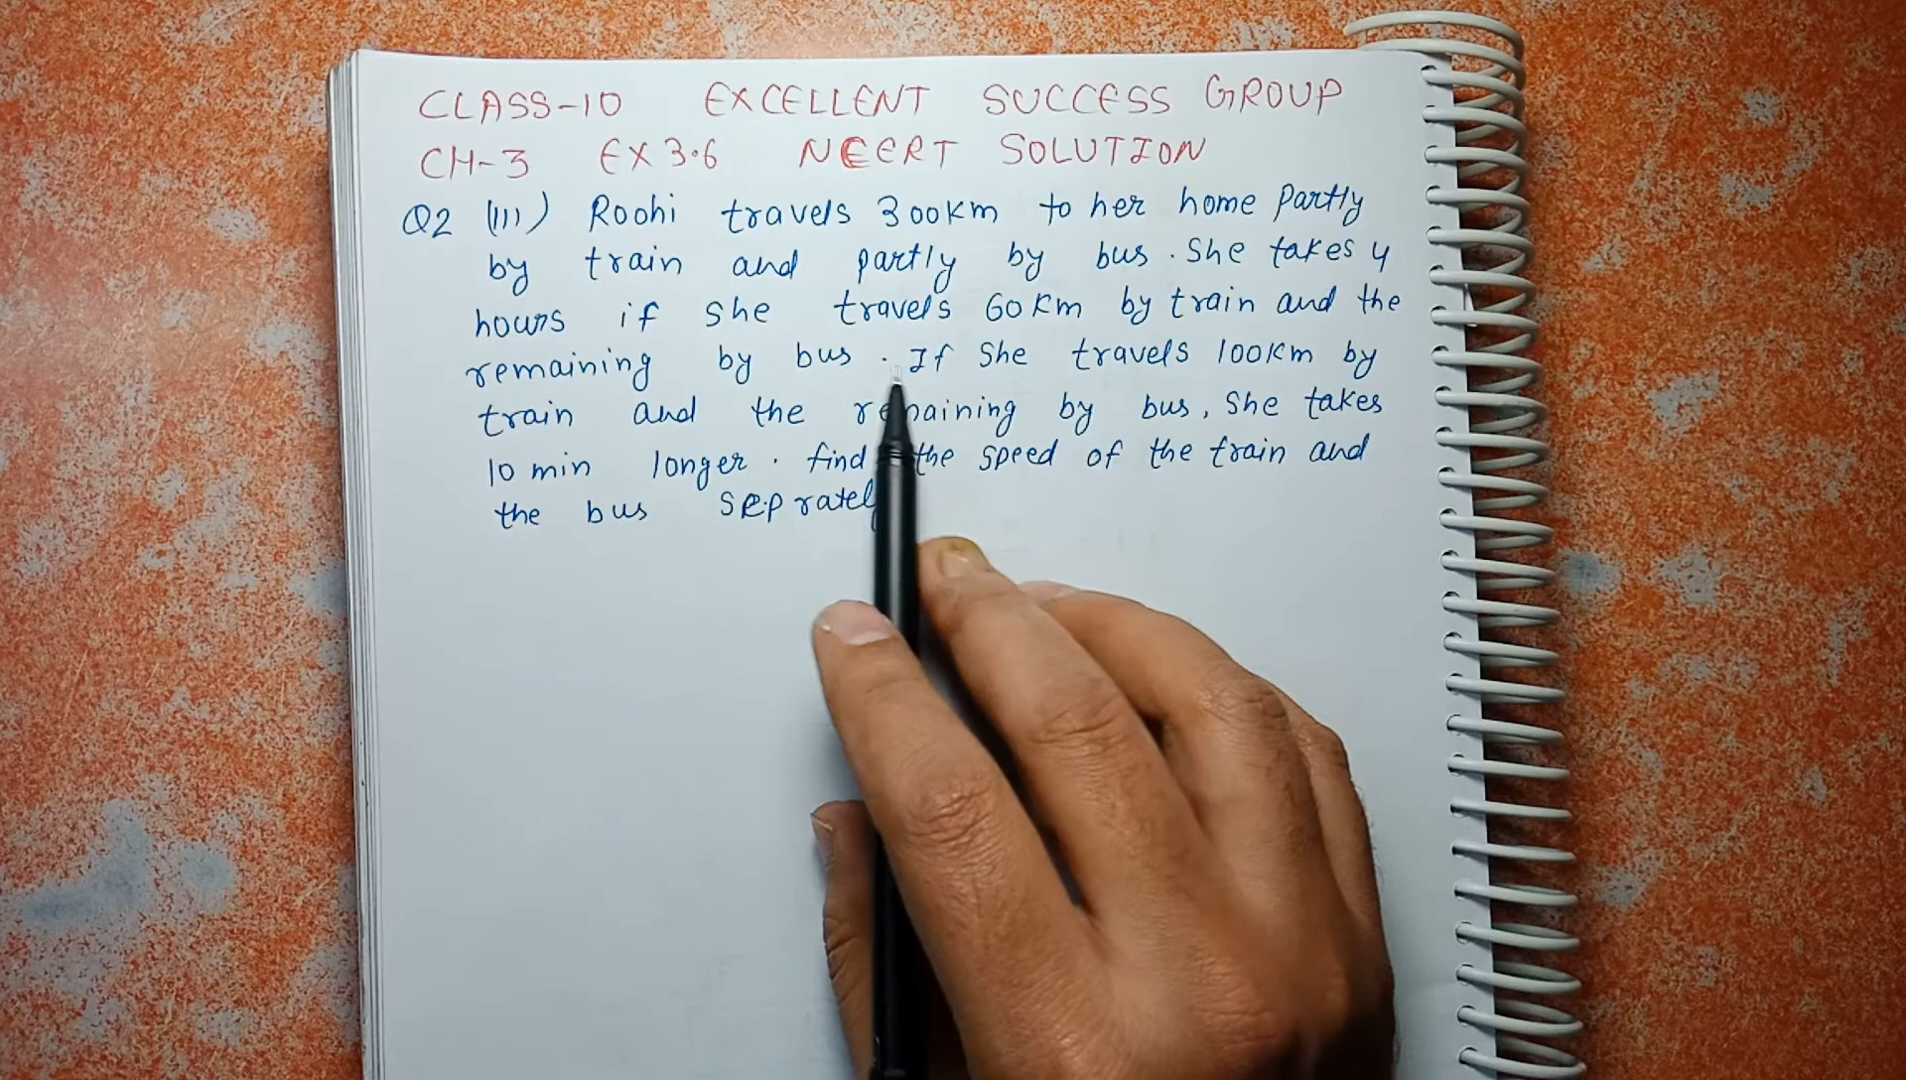 CLASS-10 EXCELLENT SUCCESS GROUP
CH-3 EX 3.6 NCERT SOLUTION
Q2 (III) Roohi travels 300km to her home Partly
by train and partly by bus. She takes 4
hours if she travels 60km by train and the
remaining by bus. If She travels 100km by
train and the remaining by bus, She takes
10 min longer. find the speed of the train and
the bus seprately